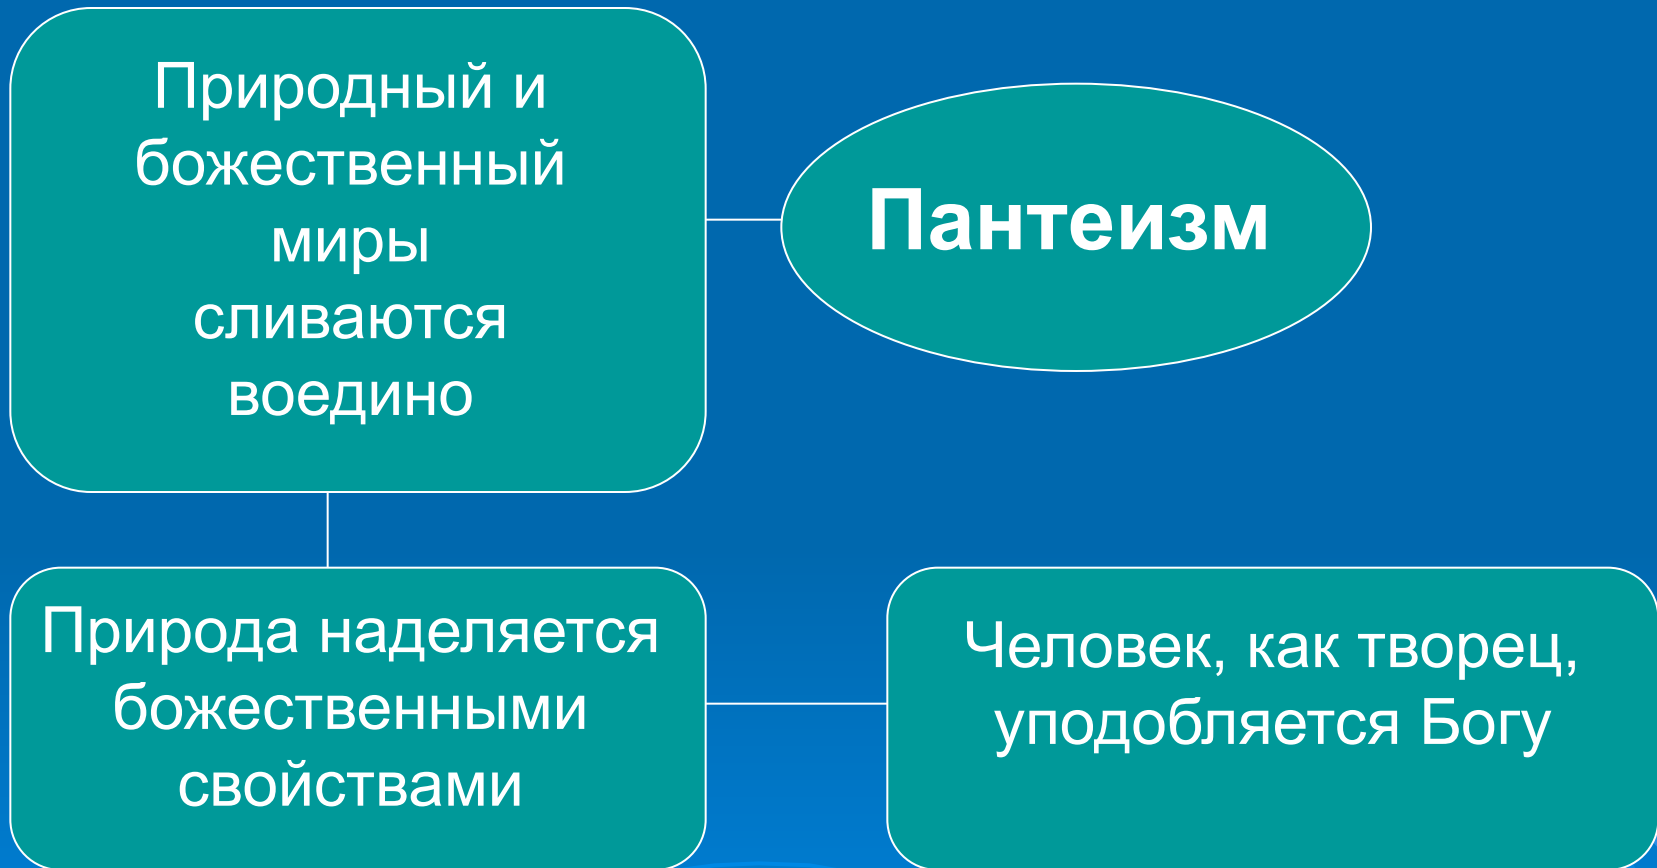 Природный и
божественный
миры
сливаются
воедино
Пантеизм
Природа наделяется
божественными
свойствами
Человек, как творец,
уподобляется Богу